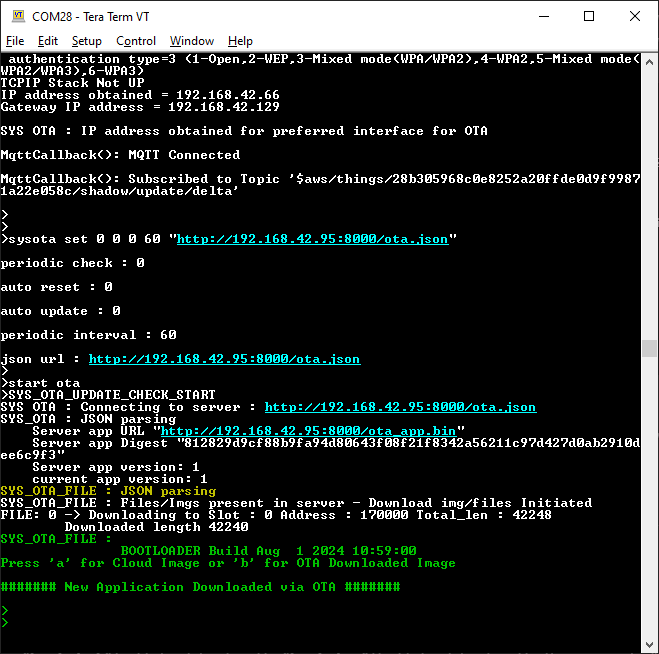 COM28 - Tera Term VT
File Edit Setup Control Window Help
authentication type=3 (1-Open,2-WEP,3-Mixed mode(WPA/WPA2),4-WPA2,5-Mixed mode(
WPA2/WPA3),6-WPA3)
TCPIP Stack Not UP
IP address obtained = 192.168.42.66
Gateway IP address = 192.168.42.129
SYS OTA : IP address obtained for preferred interface for OTA
MqttCallback(): MQTT Connected
MqttCallback(): Subscribed to Topic '$aws/things/28b305968c0e8252a20ffde0d9f9987
1a22e058c/shadow/update/delta'
>
>
>sysota set 0 0 0 60 "http://192.168.42.95:8000/ota.json"
periodic check : 0
auto reset : 0
auto update : 0
periodic interval : 60
json url : http://192.168.42.95:8000/ota.json
>
>start ota
>SYS_OTA_UPDATE_CHECK_START
SYS OTA : Connecting to server : http://192.168.42.95:8000/ota.json
SYS_OTA : JSON parsing
Server app URL "http://192.168.42.95:8000/ota_app.bin"
Server app Digest "812829d9cf88b9fa94d80643f08f21f8342a56211c97d427d0ab2910d
ee6c9f3"
Server app version: 1
current app version: 1
SYS_OTA_FILE : JSON parsing
SYS_OTA_FILE : Files/Imgs present in server - Download img/files Initiated
FILE: 0 -> Downloading to Slot : 0 Address : 170000 Total_len : 42248
Downloaded length 42240
SYS_OTA_FILE :
BOOTLOADER Build Aug  1 2024 10:59:00
Press 'a' for Cloud Image or 'b' for OTA Downloaded Image
####### New Application Downloaded via OTA #######
>
>